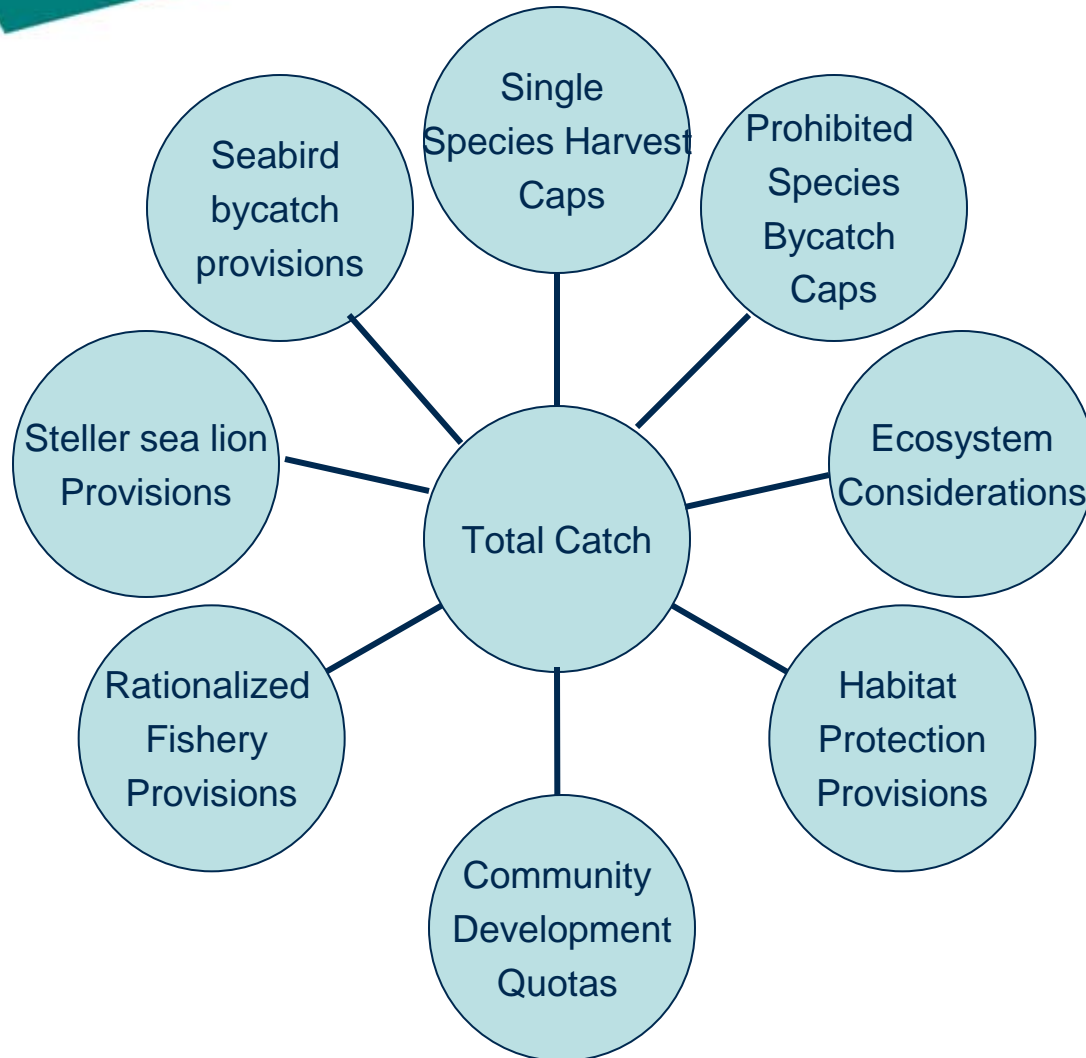 Single
Species Harvest
Caps
Prohibited
Species
Bycatch
Caps
Seabird
bycatch
provisions
Steller sea lion
Provisions
Ecosystem
Considerations
Total Catch
Rationalized
Fishery
Provisions
Habitat
Protection
Provisions
Community
Development
Quotas